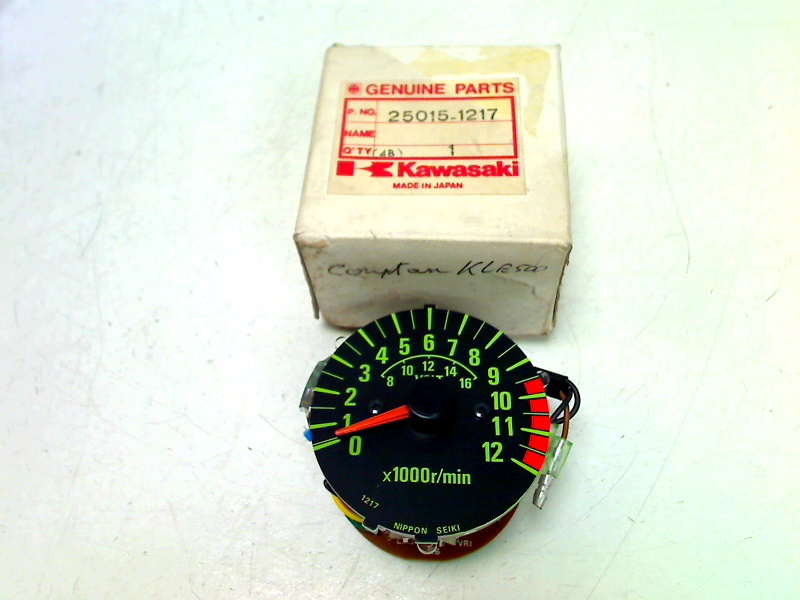 GENUINE PARTS
P. NO. 25015-1217
NAME
Q'TY (4B) 1
Kawasaki
MADE IN JAPAN
KLE500
0 1 2 3 4 5 6 7 8 9 10 11 12
8 10 12 14 16
VOLT
x1000r/min
1217
NIPPON SEIKI
VR1